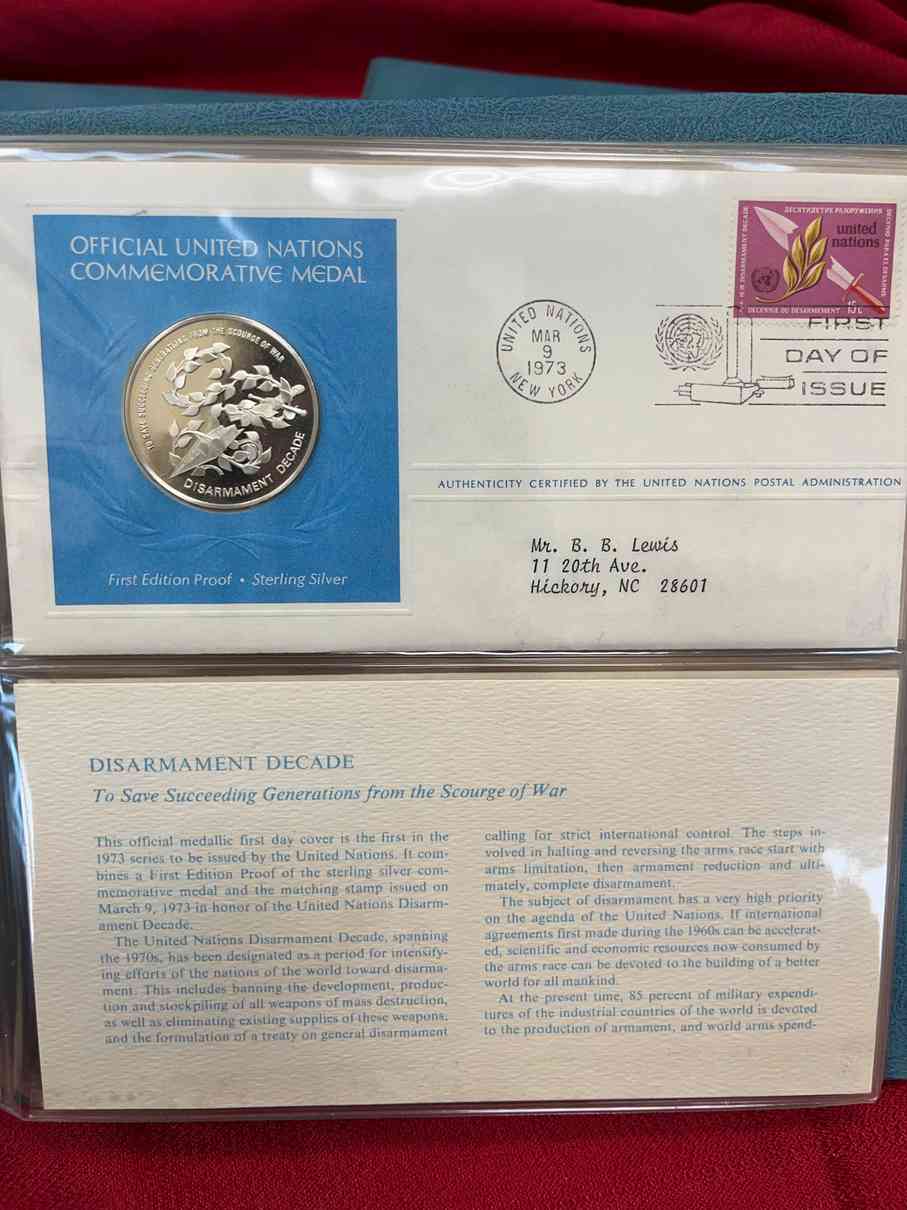 OFFICIAL UNITED NATIONS
COMMEMORATIVE MEDAL
TO SAVE SUCCEEDING GENERATIONS FROM THE SCOURGE OF WAR
DISARMAMENT DECADE
First Edition Proof • Sterling Silver
UNITED NATIONS
MAR
9
1973
NEW YORK
DISARMAMENT DECADE
ДЕСЯТИЛЕТИЕ РАЗОРУЖЕНИЯ
united
nations
DECENIO PARA EL DESARME
15c
DECENNIE DU DESARMEMENT
FIRST
DAY OF
ISSUE
AUTHENTICITY CERTIFIED BY THE UNITED NATIONS POSTAL ADMINISTRATION
Mr. B. B. Lewis
11 20th Ave.
Hickory, NC 28601
DISARMAMENT DECADE
To Save Succeeding Generations from the Scourge of War
This official medallic first day cover is the first in the
1973 series to be issued by the United Nations. It com-
bines a First Edition Proof of the sterling silver com-
memorative medal and the matching stamp issued on
March 9, 1973 in honor of the United Nations Disarm-
ament Decade.
The United Nations Disarmament Decade, spanning
the 1970s, has been designated as a period for intensify-
ing efforts of the nations of the world toward disarma-
ment. This includes banning the development, produc-
tion and stockpiling of all weapons of mass destruction,
as well as eliminating existing supplies of these weapons,
and the formulation of a treaty on general disarmament
calling for strict international control. The steps in-
volved in halting and reversing the arms race start with
arms limitation, then armament reduction and ulti-
mately, complete disarmament.
The subject of disarmament has a very high priority
on the agenda of the United Nations. If international
agreements first made during the 1960s can be accelerat-
ed, scientific and economic resources now consumed by
the arms race can be devoted to the building of a better
world for all mankind.
At the present time, 85 percent of military expendi-
tures of the industrial countries of the world is devoted
to the production of armament, and world arms spend-